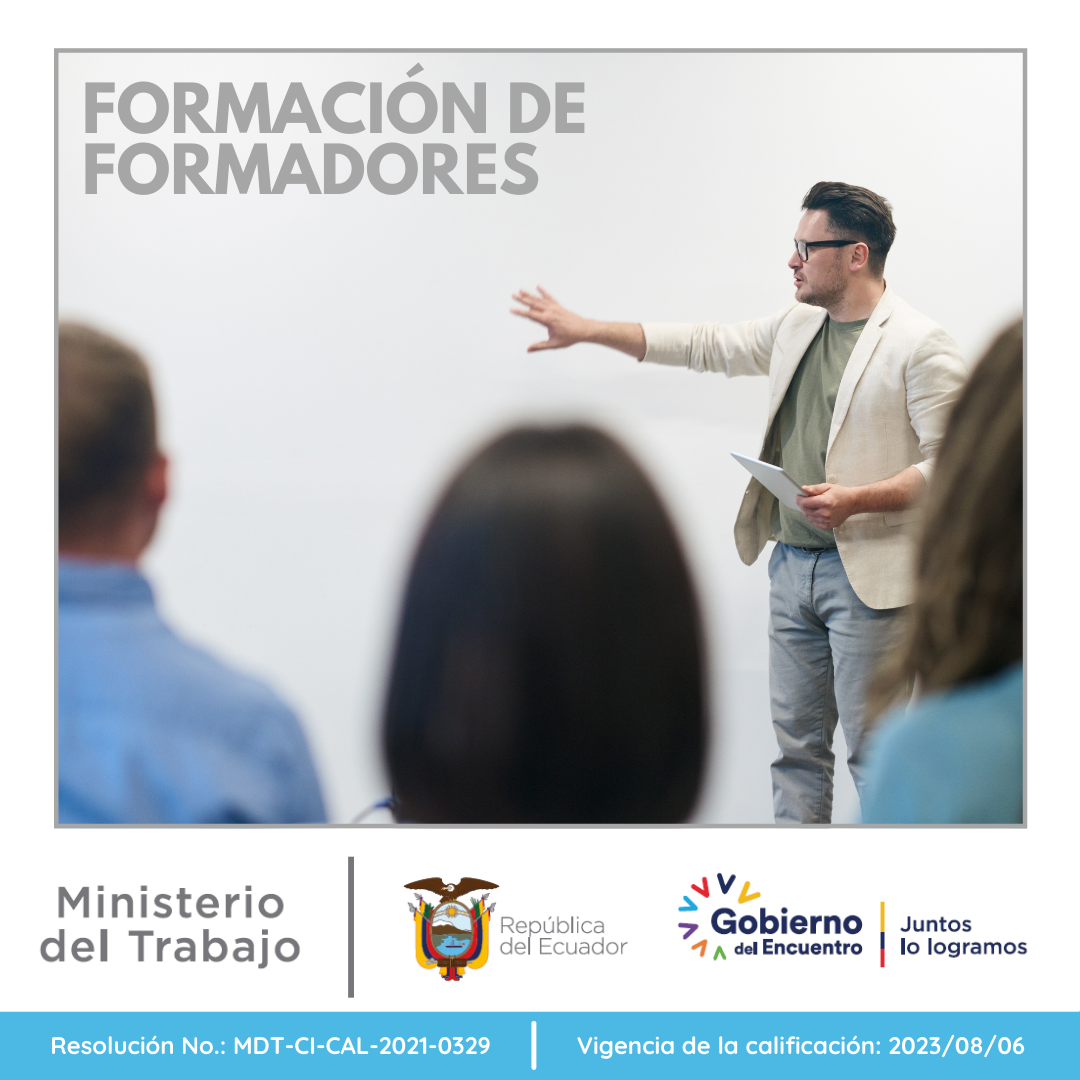 FORMACIÓN DE
FORMADORES
Ministerio
del Trabajo
República
del Ecuador
Gobierno
del Encuentro
Juntos
lo logramos
Resolución No.: MDT-CI-CAL-2021-0329
Vigencia de la calificación: 2023/08/06